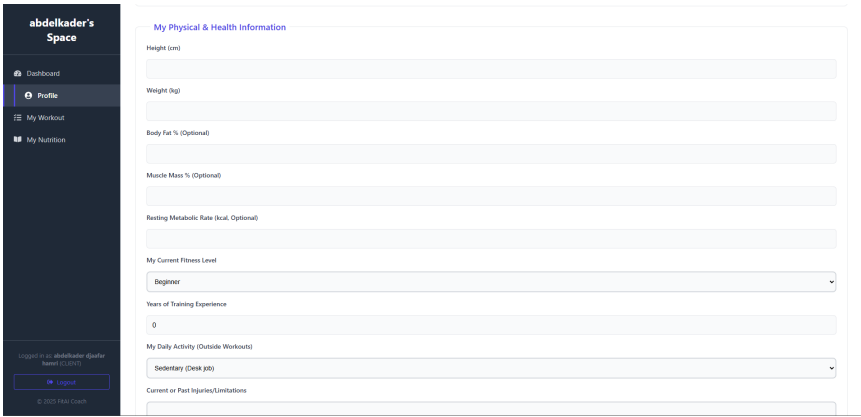 abdelkader's
Space
Dashboard
Profile
My Workout
My Nutrition
Logged in as: abdelkader djaafar
hamri (CLIENT)
Logout
© 2025 FitAI Coach
My Physical & Health Information
Height (cm)
Weight (kg)
Body Fat % (Optional)
Muscle Mass % (Optional)
Resting Metabolic Rate (kcal, Optional)
My Current Fitness Level
Beginner
Years of Training Experience
0
My Daily Activity (Outside Workouts)
Sedentary (Desk job)
Current or Past Injuries/Limitations